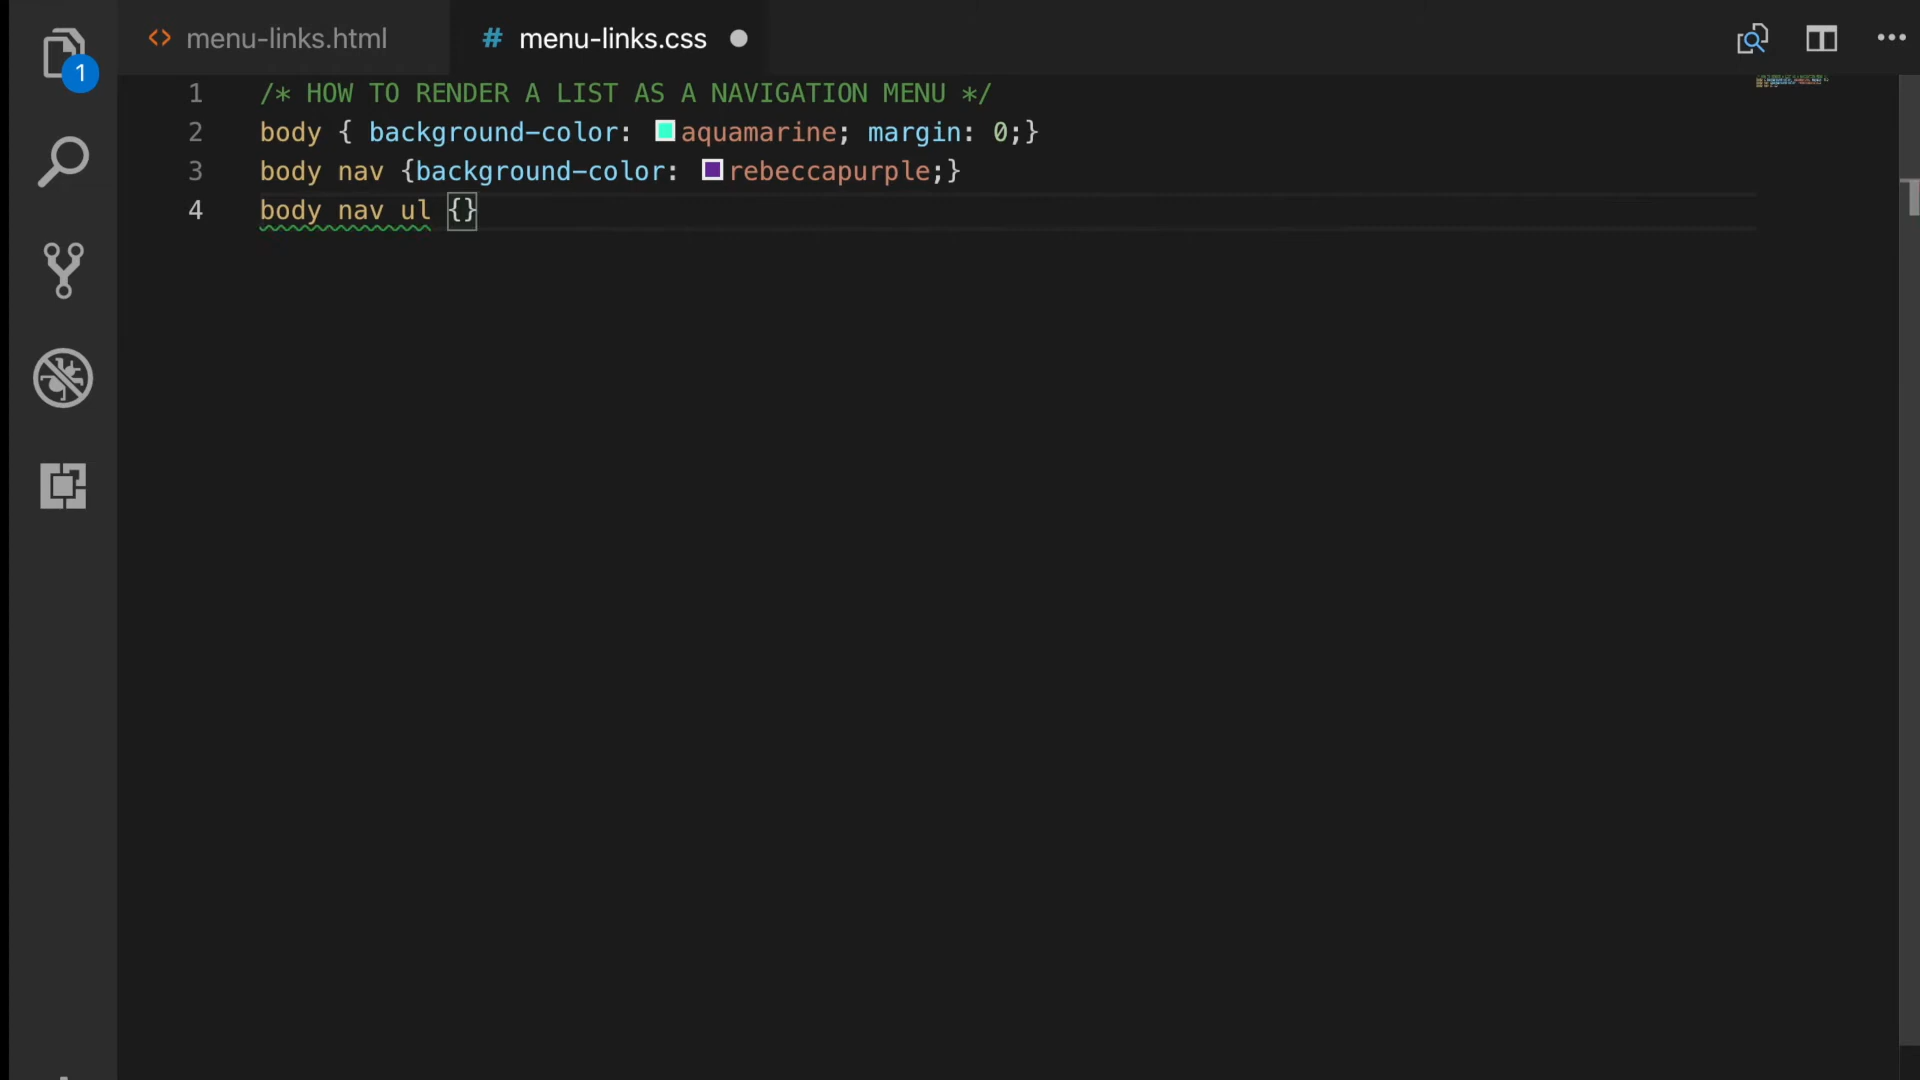 menu-links.html
menu-links.css
1
1 /* HOW TO RENDER A LIST AS A NAVIGATION MENU */
2 body { background-color: aquamarine; margin: 0;}
3 body nav {background-color: rebeccapurple;}
4 body nav ul {}